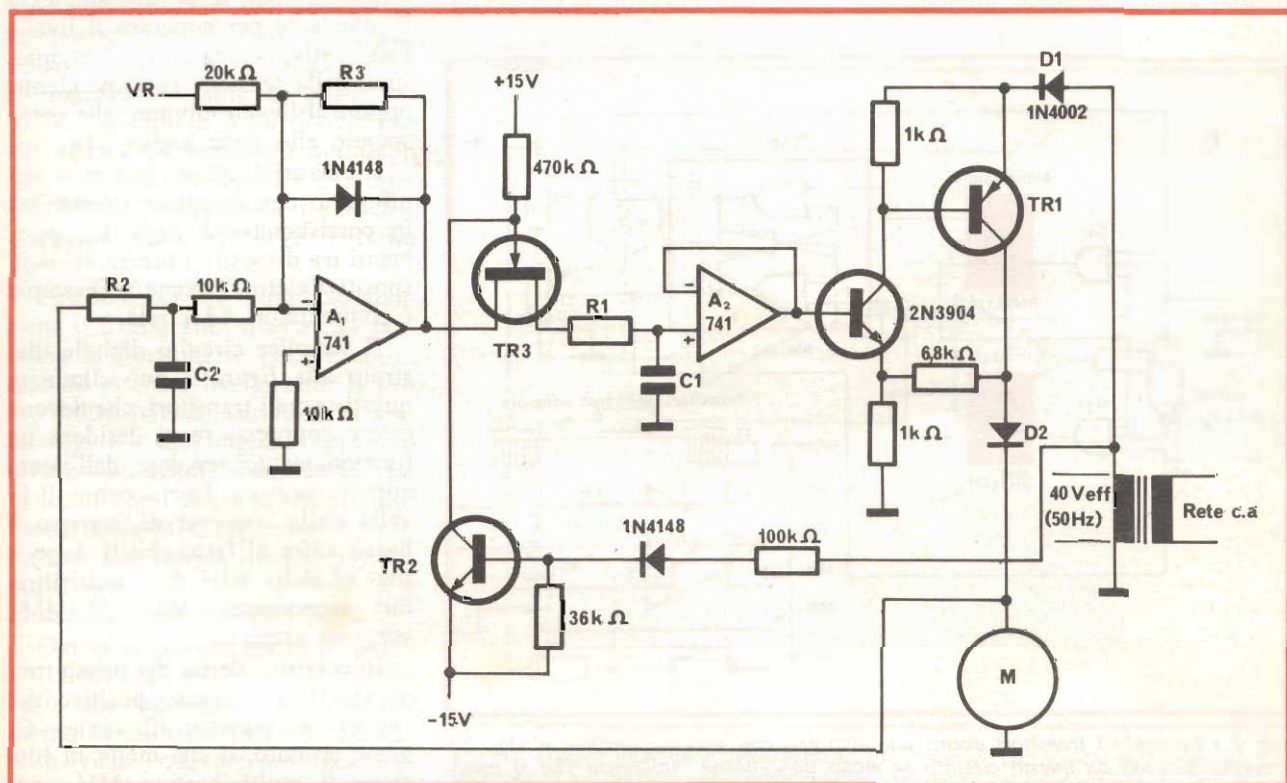 VR
20kΩ
R3
+15V
D1
1N4002
1kΩ
1N4148
470kΩ
TR1
R2
10kΩ
A1
741
-
+
TR3
R1
A2
741
-
+
2N3904
C2
10kΩ
C1
6,8kΩ
1kΩ
D2
40 Veff
(50Hz)
Rete c.a
1N4148
100kΩ
TR2
36kΩ
-15V
M